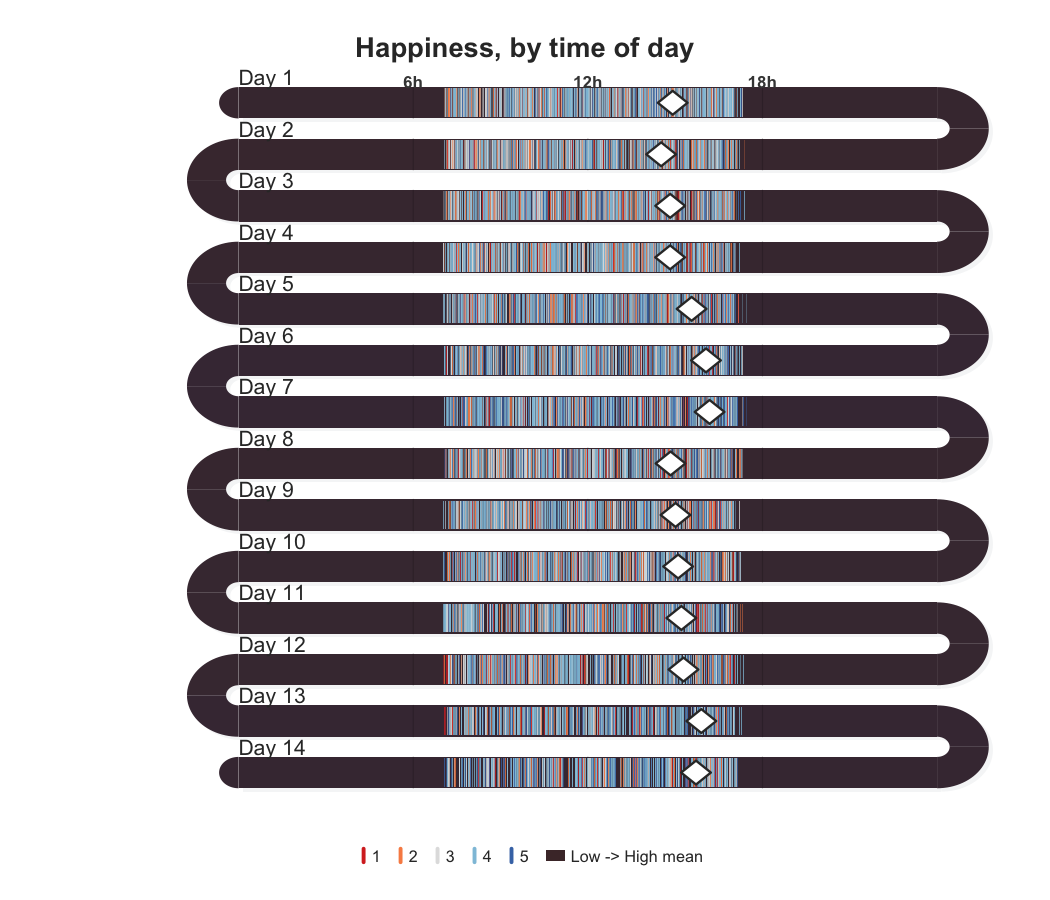 Happiness, by time of day
Day 1
6h 12h 18h
Day 2
Day 3
Day 4
Day 5
Day 6
Day 7
Day 8
Day 9
Day 10
Day 11
Day 12
Day 13
Day 14
1 2 3 4 5 Low -> High mean